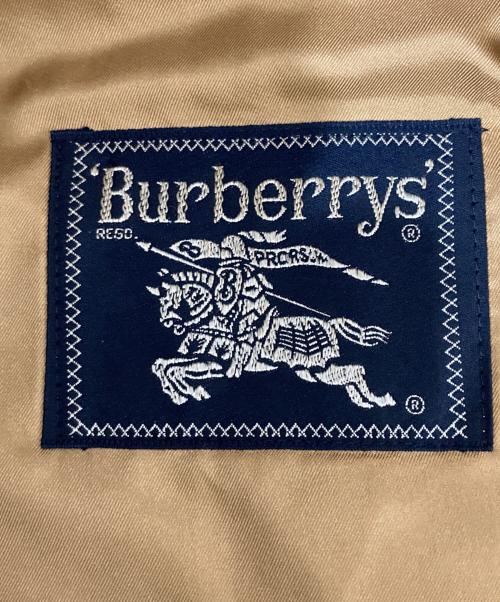 'Burberrys'
REGD. ®
B PRORSUM
B
®